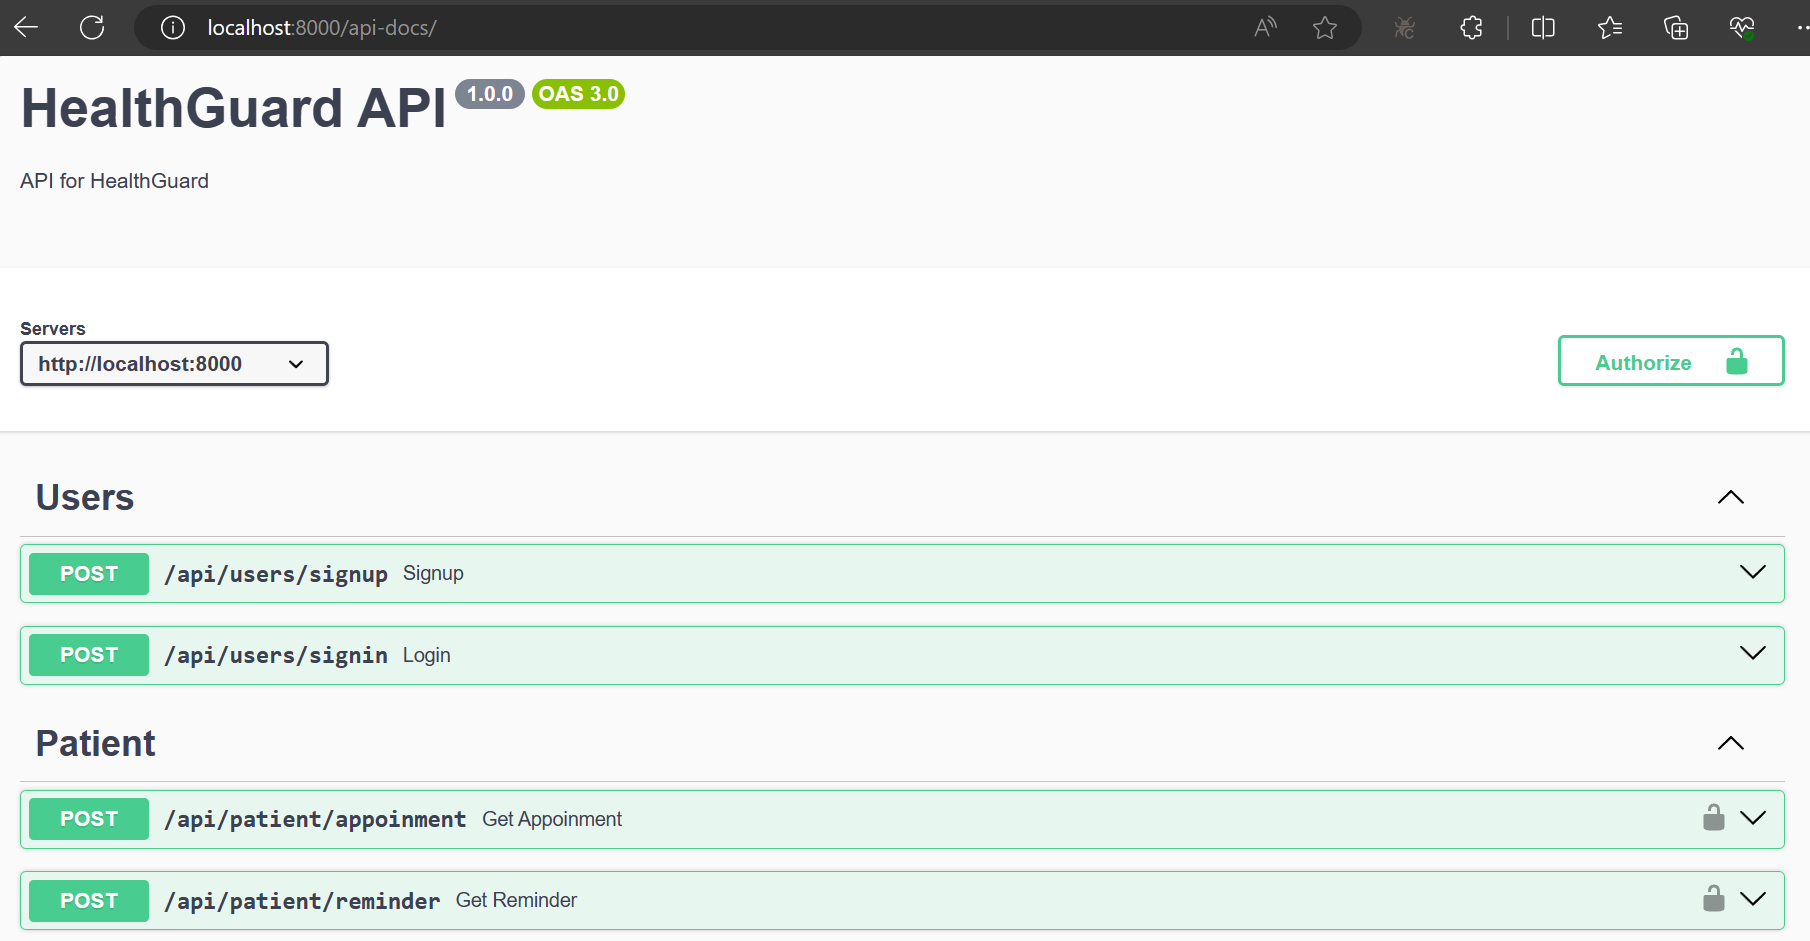 localhost:8000/api-docs/
HealthGuard API 1.0.0 OAS 3.0
API for HealthGuard
Servers
http://localhost:8000
Authorize
Users
POST /api/users/signup Signup
POST /api/users/signin Login
Patient
POST /api/patient/appoinment Get Appoinment
POST /api/patient/reminder Get Reminder